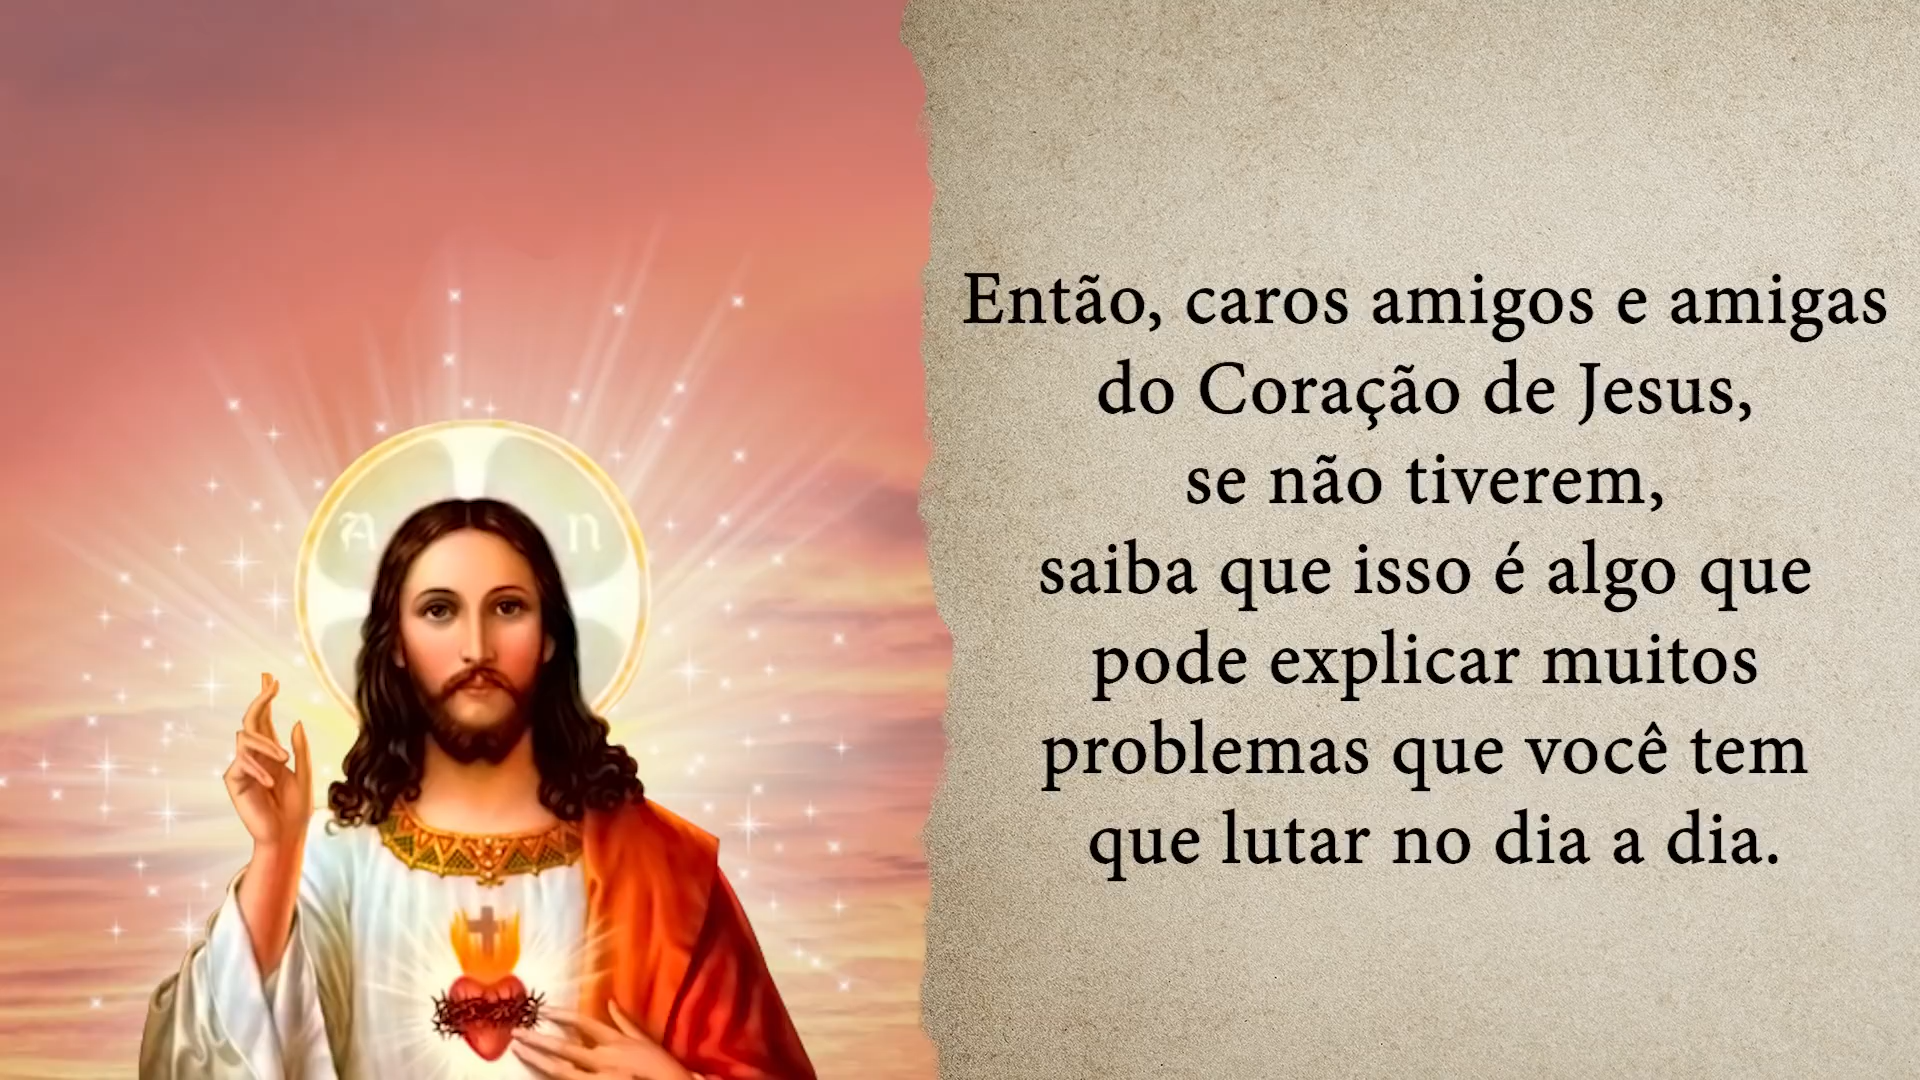 A Ω
Então, caros amigos e amigas
do Coração de Jesus,
se não tiverem,
saiba que isso é algo que
pode explicar muitos
problemas que você tem
que lutar no dia a dia.